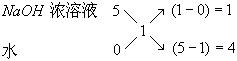 NaOH 浓溶液 5 (1-0) = 1
1
水 0 (5-1) = 4